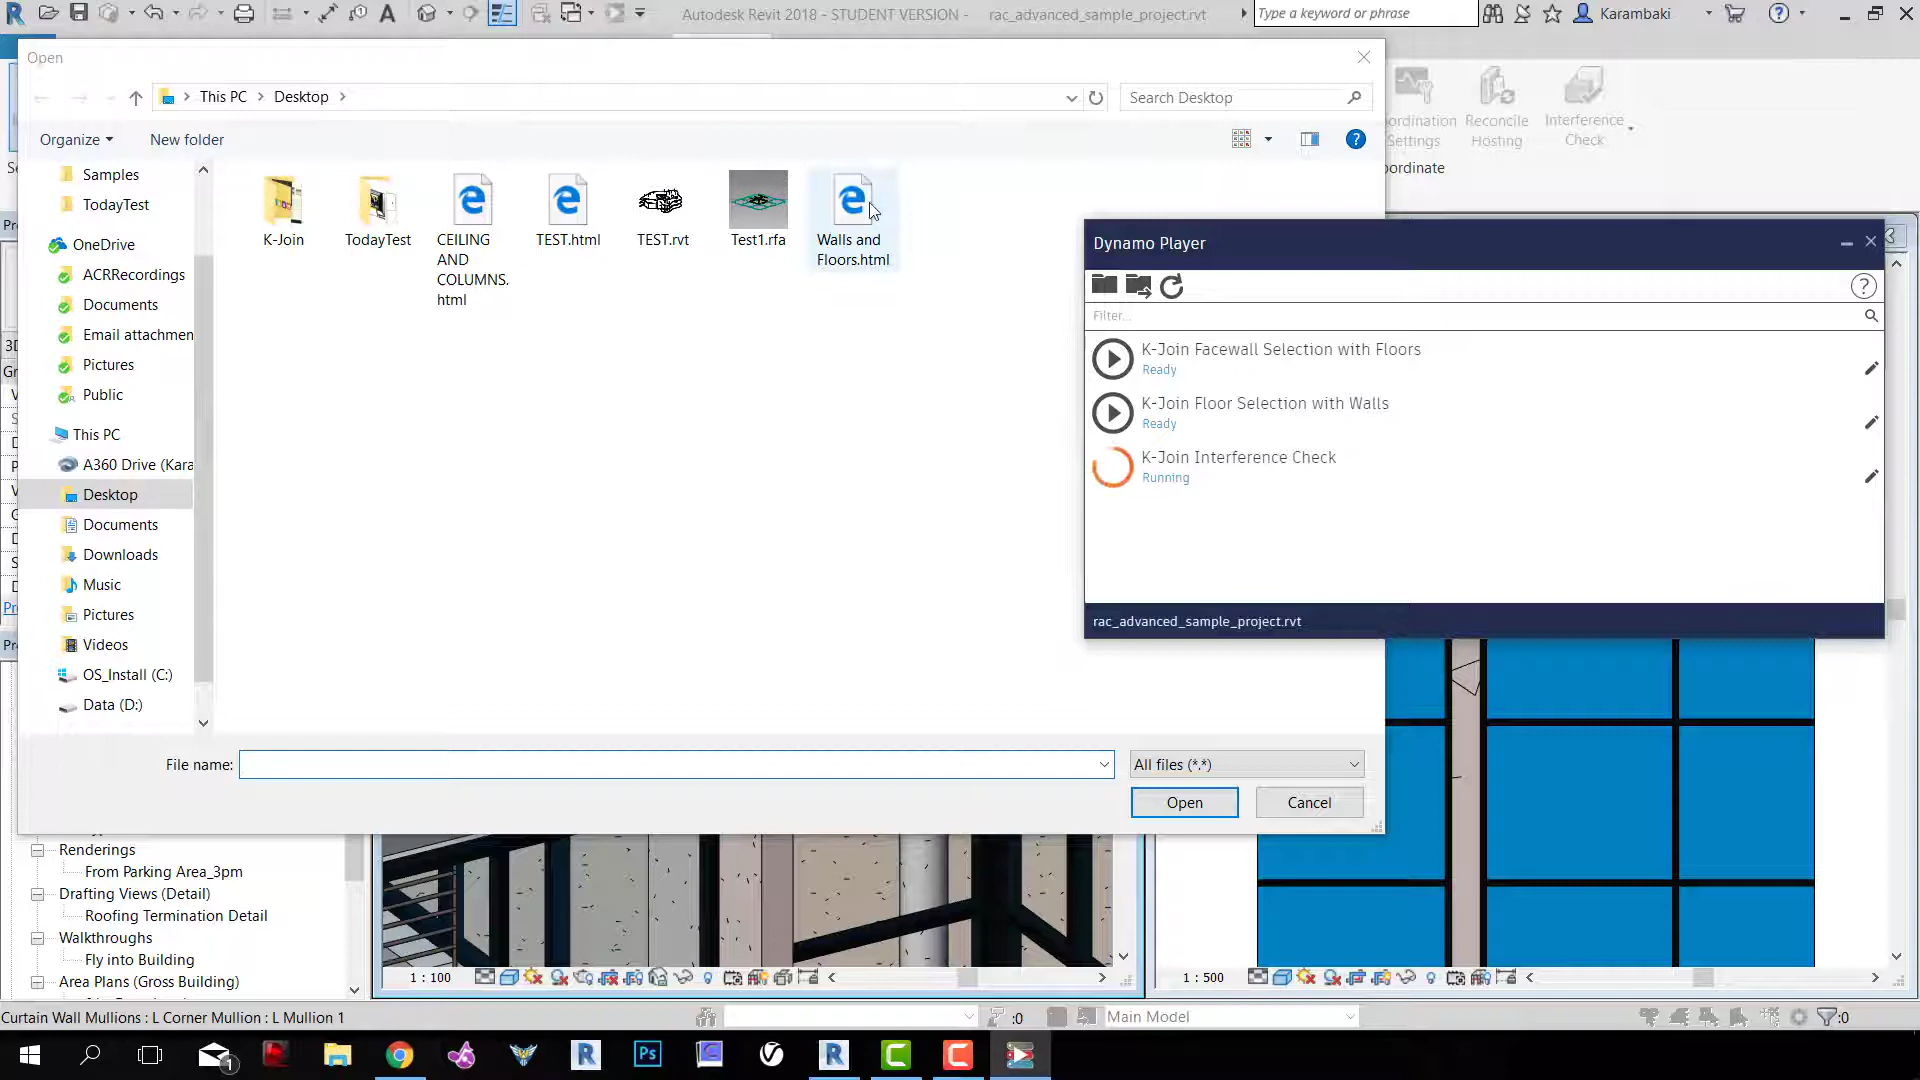 Autodesk Revit 2018 - STUDENT VERSION - rac_advanced_sample_project.rvt
Type a keyword or phrase
Karambaki
Open
This PC > Desktop >
Search Desktop
Organize
New folder
Settings
Reconcile
Hosting
Interference
Check
Samples
TodayTest
OneDrive
ACRRecordings
Documents
Email attachmen
Pictures
Public
This PC
A360 Drive (Kara
Desktop
Documents
Downloads
Music
Pictures
Videos
OS_Install (C:)
Data (D:)
K-Join
TodayTest
CEILING
AND
COLUMNS.
html
TEST.html
TEST.rvt
Test1.rfa
Walls and
Floors.html
File name:
All files (*.*)
Open
Cancel
Dynamo Player
Filter...
K-Join Facewall Selection with Floors
Ready
K-Join Floor Selection with Walls
Ready
K-Join Interference Check
Running
rac_advanced_sample_project.rvt
Renderings
From Parking Area_3pm
Drafting Views (Detail)
Roofing Termination Detail
Walkthroughs
Fly into Building
Area Plans (Gross Building)
1 : 100
1 : 500
Curtain Wall Mullions : L Corner Mullion : L Mullion 1
:0
Main Model
:0
1